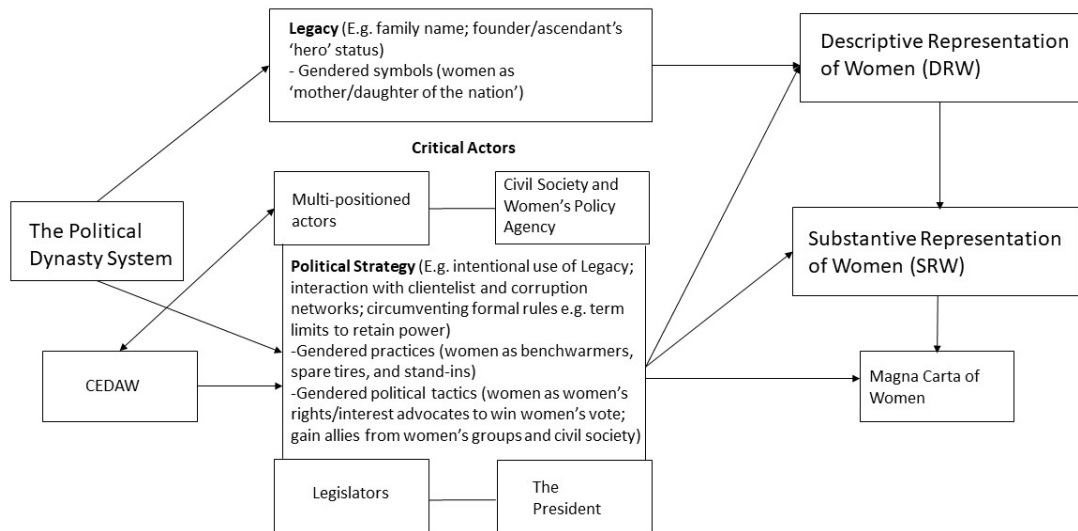 Legacy (E.g. family name; founder/ascendant's
'hero' status)
- Gendered symbols (women as
'mother/daughter of the nation')
Descriptive Representation
of Women (DRW)
Critical Actors
Multi-positioned
actors
Civil Society and
Women's Policy
Agency
The Political
Dynasty System
Substantive Representation
of Women (SRW)
Political Strategy (E.g. intentional use of Legacy;
interaction with clientelist and corruption
networks; circumventing formal rules e.g. term
limits to retain power)
-Gendered practices (women as benchwarmers,
spare tires, and stand-ins)
-Gendered political tactics (women as women's
rights/interest advocates to win women's vote;
gain allies from women's groups and civil society)
CEDAW
Magna Carta of
Women
Legislators
The
President